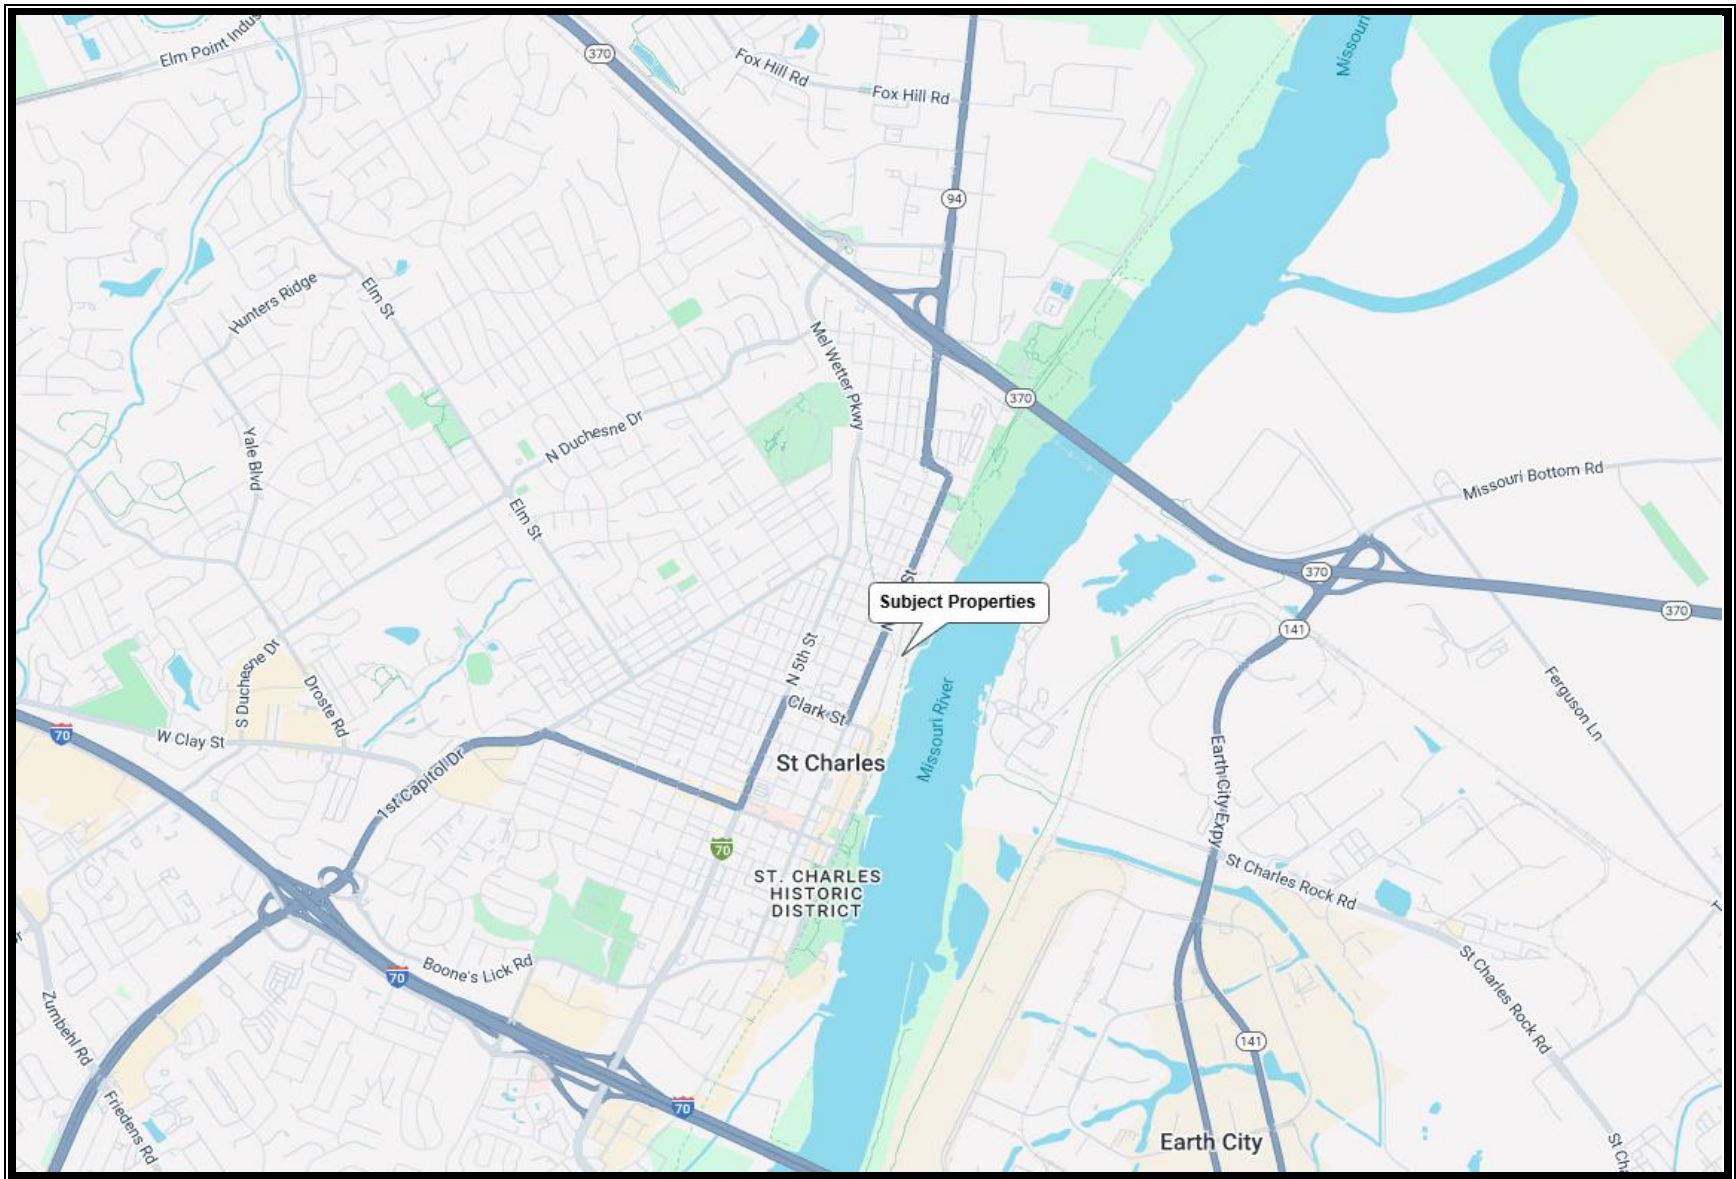 Elm Point Indus
370
Fox Hill Rd
Fox Hill Rd
Missouri
94
Hunters Ridge
Elm St
Mel Wetter Pkwy
370
N Duchesne Dr
Yale Blvd
Missouri Bottom Rd
Elm St
370
St
Subject Properties
370
141
N 5th St
S Duchesne Dr
Droste Rd
Ferguson Ln
Clark St
Missouri River
70
W Clay St
St Charles
1st Capitol Dr
Earth City Expy
70
St Charles Rock Rd
ST. CHARLES
HISTORIC
DISTRICT
Boone's Lick Rd
70
St Charles Rock Rd
Zumbehl Rd
141
70
Friedens Rd
Earth City
St Cha